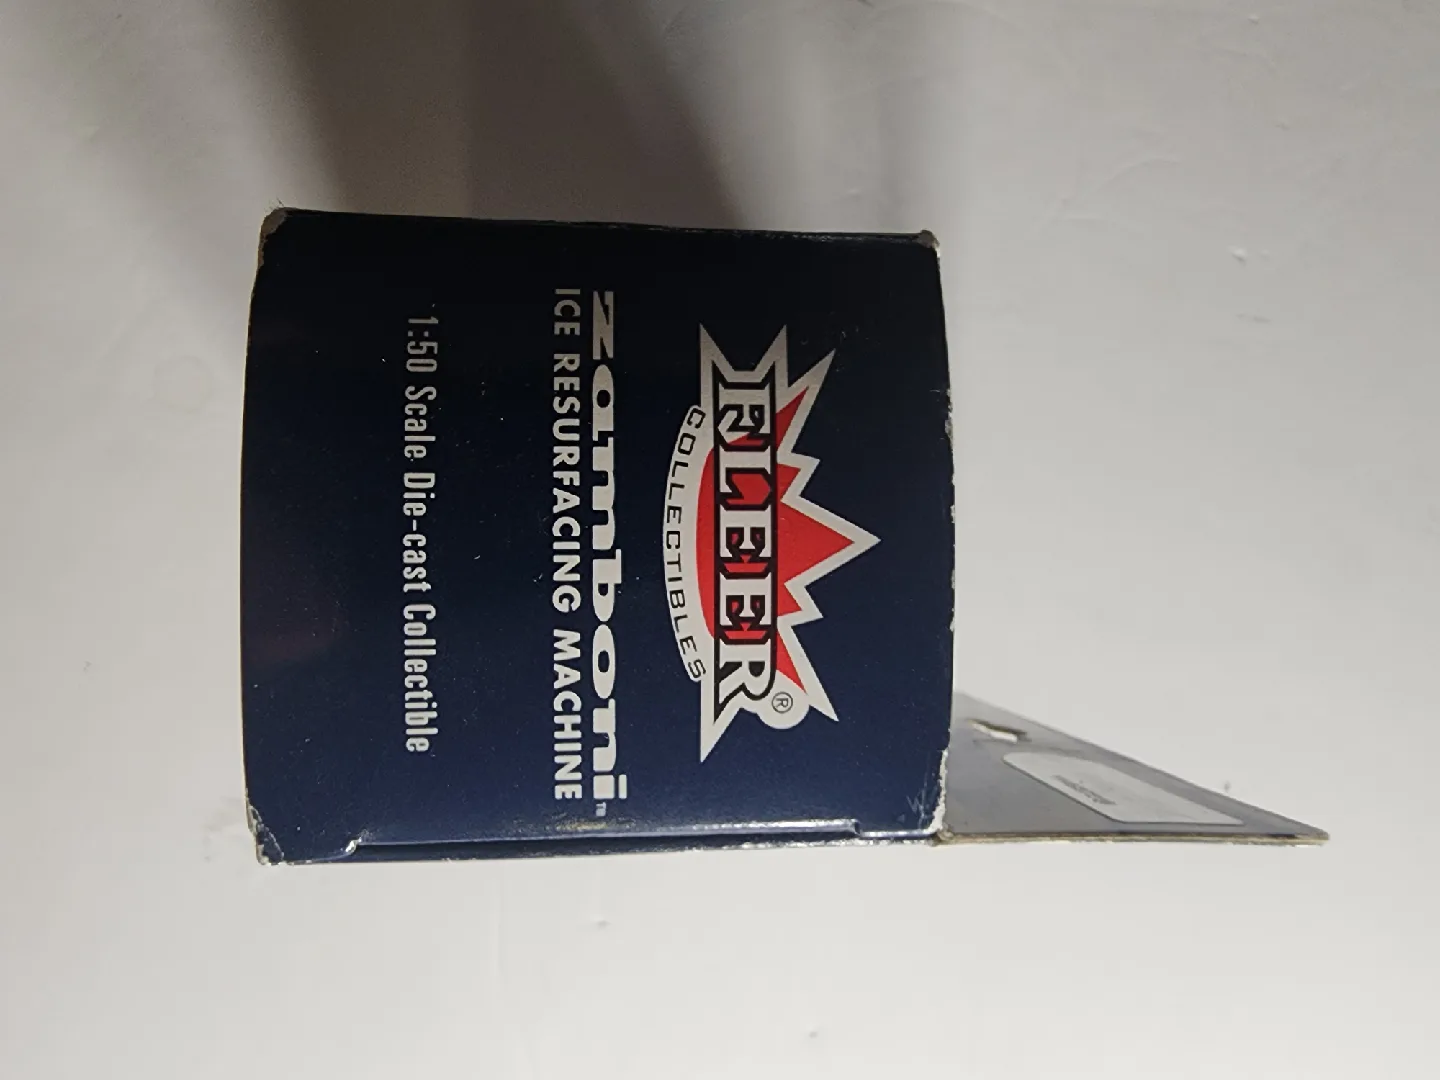 FLEER®
COLLECTIBLES
zamboni™
ICE RESURFACING MACHINE
1:50 Scale Die-cast Collectible